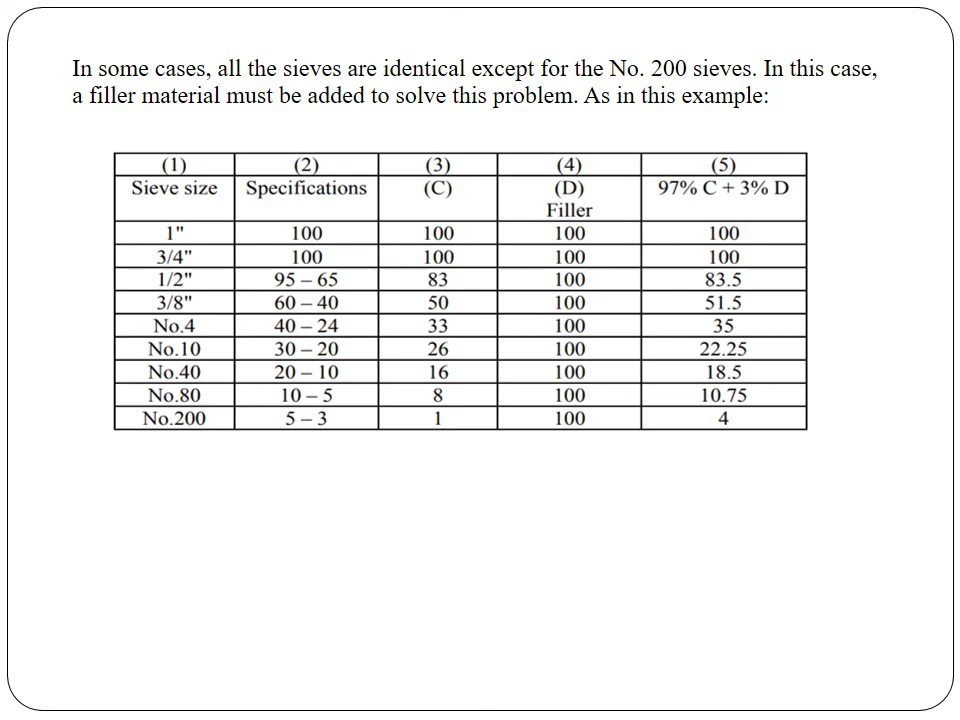 In some cases, all the sieves are identical except for the No. 200 sieves. In this case,
a filler material must be added to solve this problem. As in this example:
(1) (2) (3) (4) (5)
Sieve size Specifications (C) (D) 97% C + 3% D
Filler
1" 100 100 100 100
3/4" 100 100 100 100
1/2" 95 – 65 83 100 83.5
3/8" 60 – 40 50 100 51.5
No.4 40 – 24 33 100 35
No.10 30 – 20 26 100 22.25
No.40 20 – 10 16 100 18.5
No.80 10 – 5 8 100 10.75
No.200 5 – 3 1 100 4